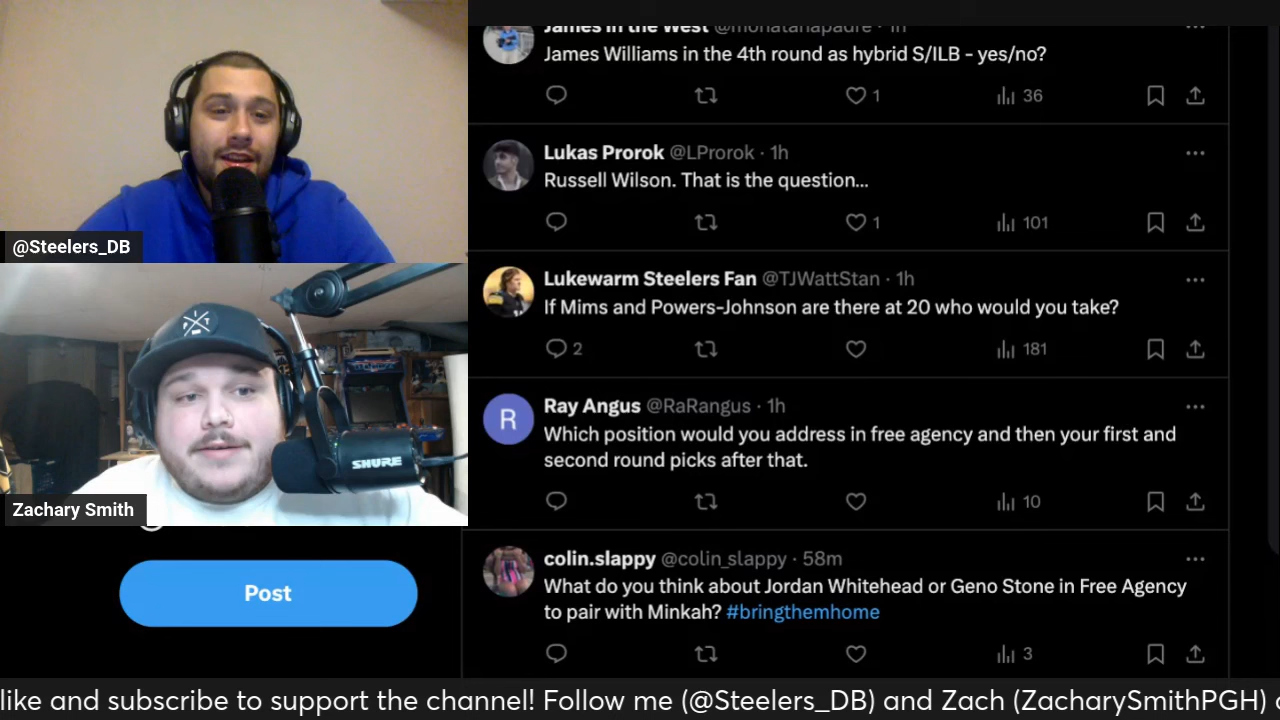 James in the West @montanapadre · 1h
James Williams in the 4th round as hybrid S/ILB - yes/no?
1
36
Lukas Prorok @LProrok · 1h
Russell Wilson. That is the question...
1
101
@Steelers_DB
Lukewarm Steelers Fan @TJWattStan · 1h
If Mims and Powers-Johnson are there at 20 who would you take?
2
181
R
Ray Angus @RaRangus · 1h
Which position would you address in free agency and then your first and
second round picks after that.
10
PIT
SHURE
Zachary Smith
colin.slappy @colin_slappy · 58m
What do you think about Jordan Whitehead or Geno Stone in Free Agency
to pair with Minkah? #bringthemhome
3
Post
like and subscribe to support the channel! Follow me (@Steelers_DB) and Zach (ZacharySmithPGH)